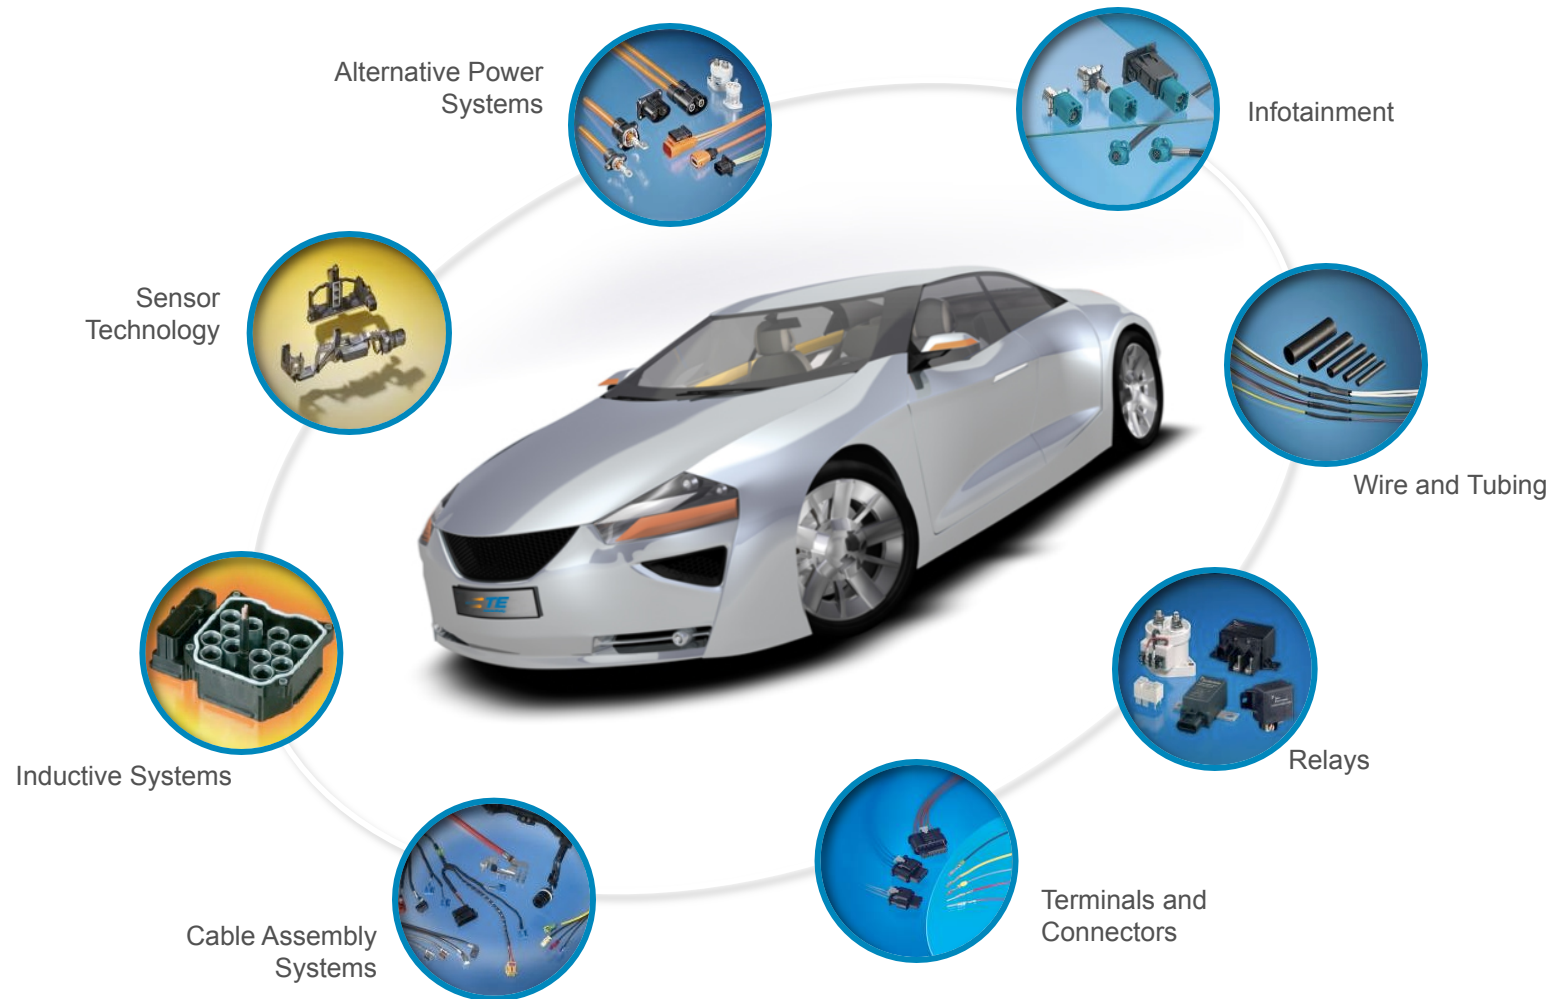 Alternative Power
Systems
Infotainment
Sensor
Technology
Wire and Tubing
TE
Inductive Systems
Relays
Terminals and
Connectors
Cable Assembly
Systems